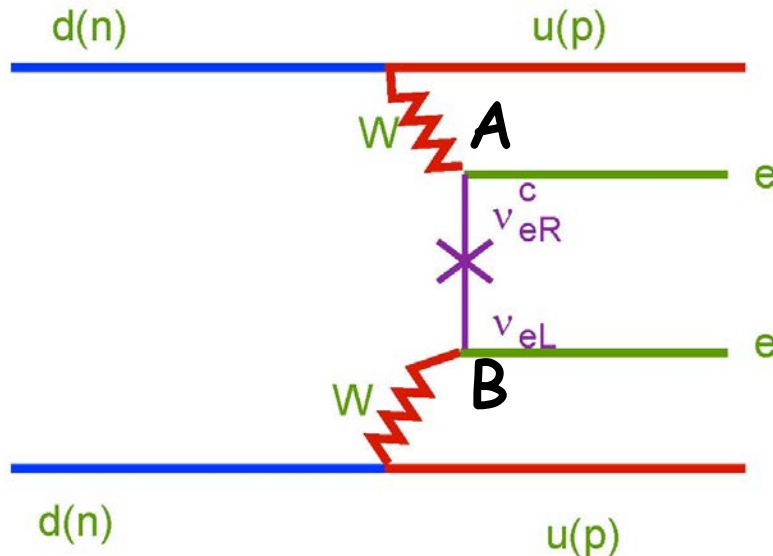 d(n) u(p)
W A
e
ν c eR
ν eL
e
W B
d(n) u(p)